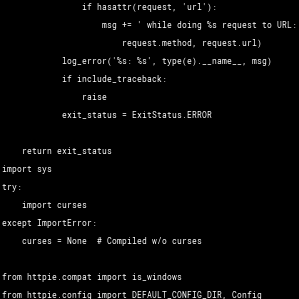 if hasattr(request, 'url'):
msg += ' while doing %s request to URL:
request.method, request.url)
log_error('%s: %s', type(e).__name__, msg)
if include_traceback:
raise
exit_status = ExitStatus.ERROR
return exit_status
import sys
try:
import curses
except ImportError:
curses = None  # Compiled w/o curses
from httpie.compat import is_windows
from httpie.config import DEFAULT_CONFIG_DIR, Config